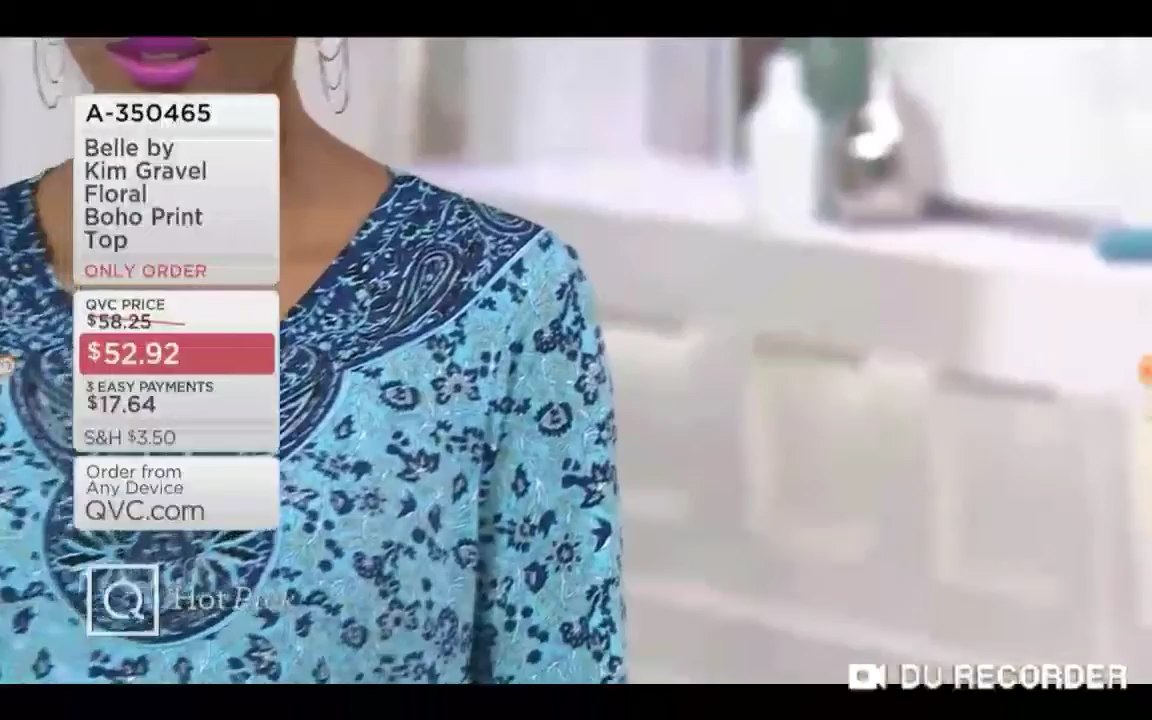 A-350465
Belle by
Kim Gravel
Floral
Boho Print
Top
ONLY ORDER
QVC PRICE
$58.25
$52.92
3 EASY PAYMENTS
$17.64
S&H $3.50
Order from
Any Device
QVC.com
Q Hot Pick
DU RECORDER